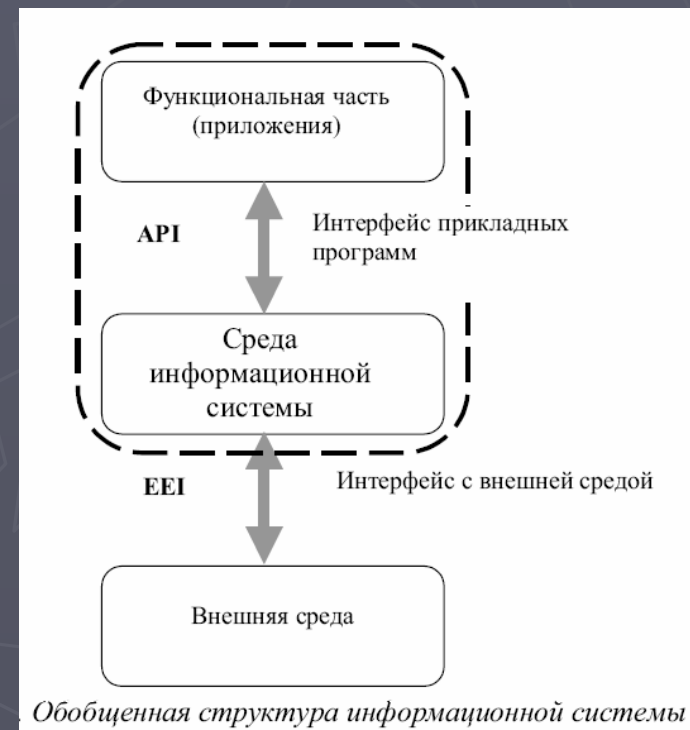 Функциональная часть
(приложения)
API
Интерфейс прикладных
программ
Среда
информационной
системы
EEI
Интерфейс с внешней средой
Внешняя среда
. Обобщенная структура информационной системы